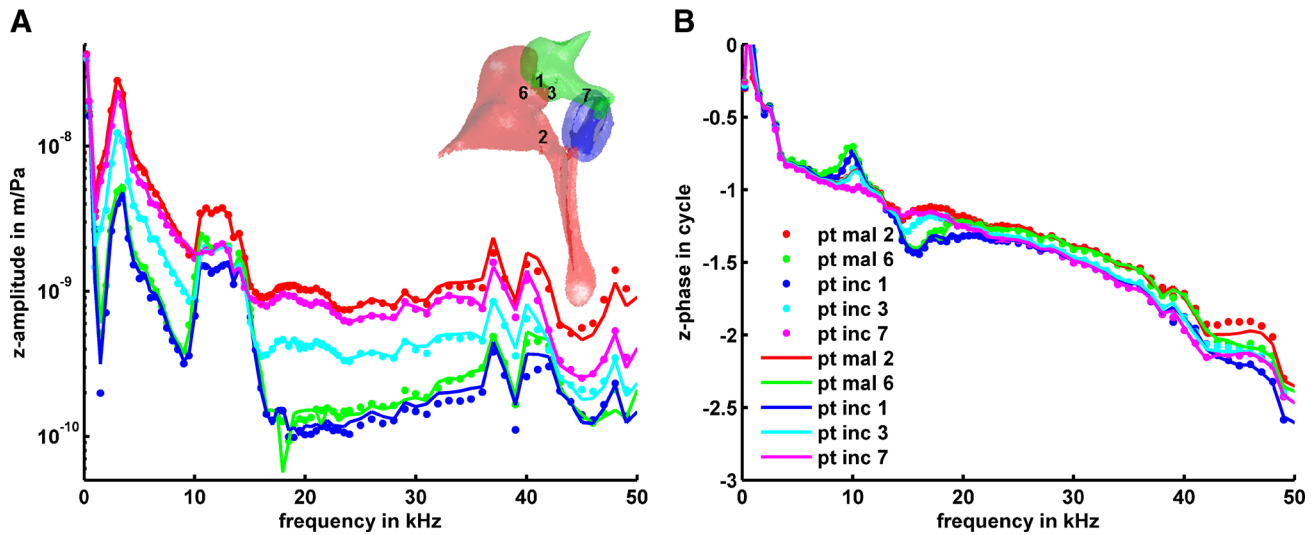 A
B
10^-8
10^-9
10^-10
z-amplitude in m/Pa
0
10
20
30
40
50
frequency in kHz
1
6
3
7
2
0
-0.5
-1
-1.5
-2
-2.5
-3
z-phase in cycle
pt mal 2
pt mal 6
pt inc 1
pt inc 3
pt inc 7
pt mal 2
pt mal 6
pt inc 1
pt inc 3
pt inc 7
0
10
20
30
40
50
frequency in kHz